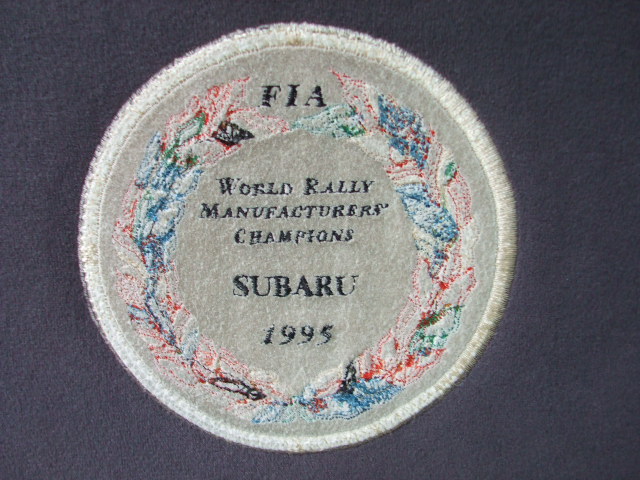 FIA
WORLD RALLY
MANUFACTURERS'
CHAMPIONS
SUBARU
1995